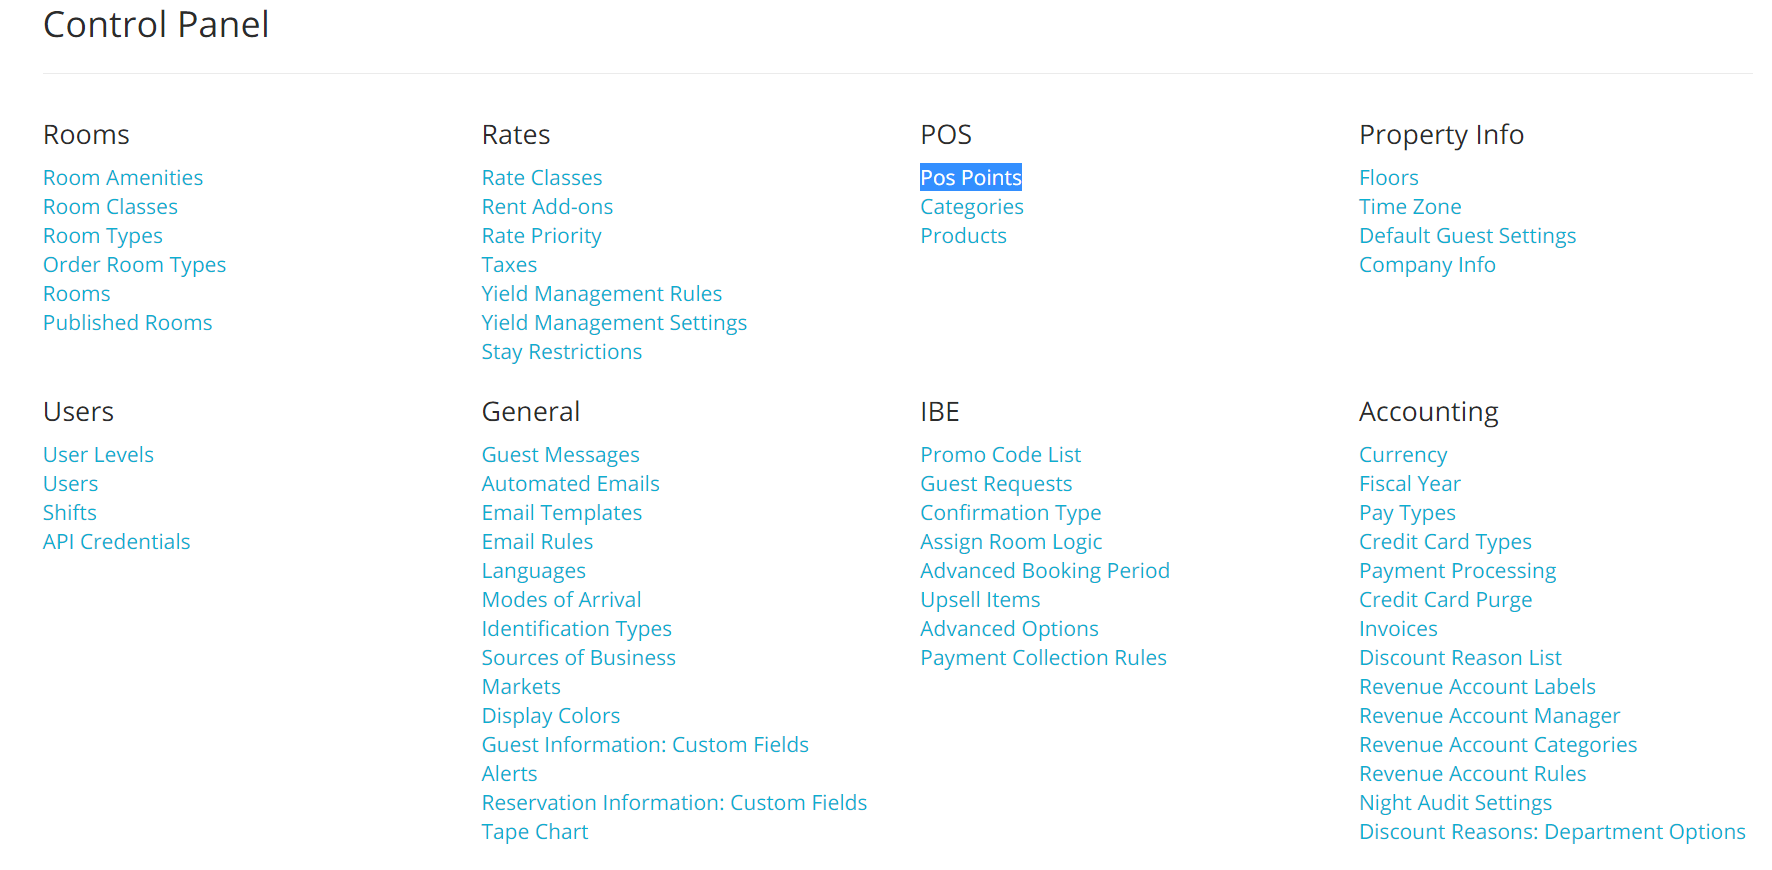 Control Panel
Rooms
Room Amenities
Room Classes
Room Types
Order Room Types
Rooms
Published Rooms
Rates
Rate Classes
Rent Add-ons
Rate Priority
Taxes
Yield Management Rules
Yield Management Settings
Stay Restrictions
POS
Pos Points
Categories
Products
Property Info
Floors
Time Zone
Default Guest Settings
Company Info
Users
User Levels
Users
Shifts
API Credentials
General
Guest Messages
Automated Emails
Email Templates
Email Rules
Languages
Modes of Arrival
Identification Types
Sources of Business
Markets
Display Colors
Guest Information: Custom Fields
Alerts
Reservation Information: Custom Fields
Tape Chart
IBE
Promo Code List
Guest Requests
Confirmation Type
Assign Room Logic
Advanced Booking Period
Upsell Items
Advanced Options
Payment Collection Rules
Accounting
Currency
Fiscal Year
Pay Types
Credit Card Types
Payment Processing
Credit Card Purge
Invoices
Discount Reason List
Revenue Account Labels
Revenue Account Manager
Revenue Account Categories
Revenue Account Rules
Night Audit Settings
Discount Reasons: Department Options